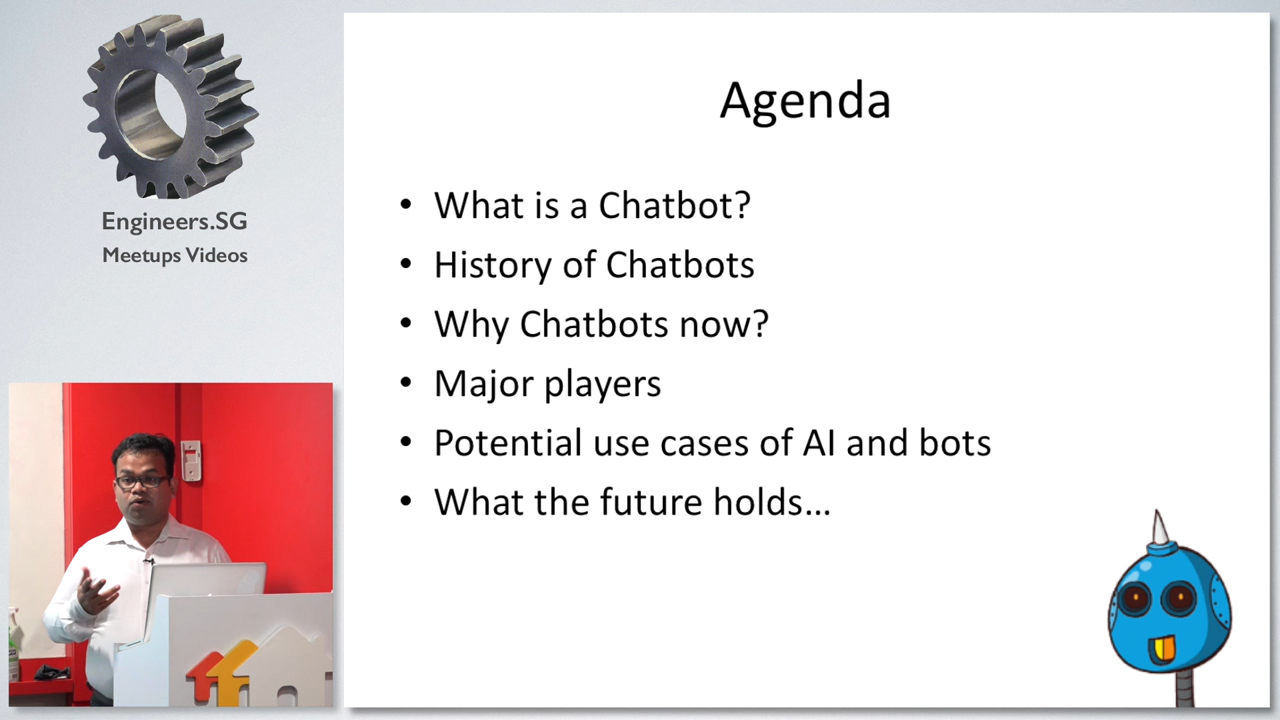 Engineers.SG
Meetups Videos
Agenda
• What is a Chatbot?
• History of Chatbots
• Why Chatbots now?
• Major players
• Potential use cases of AI and bots
• What the future holds...